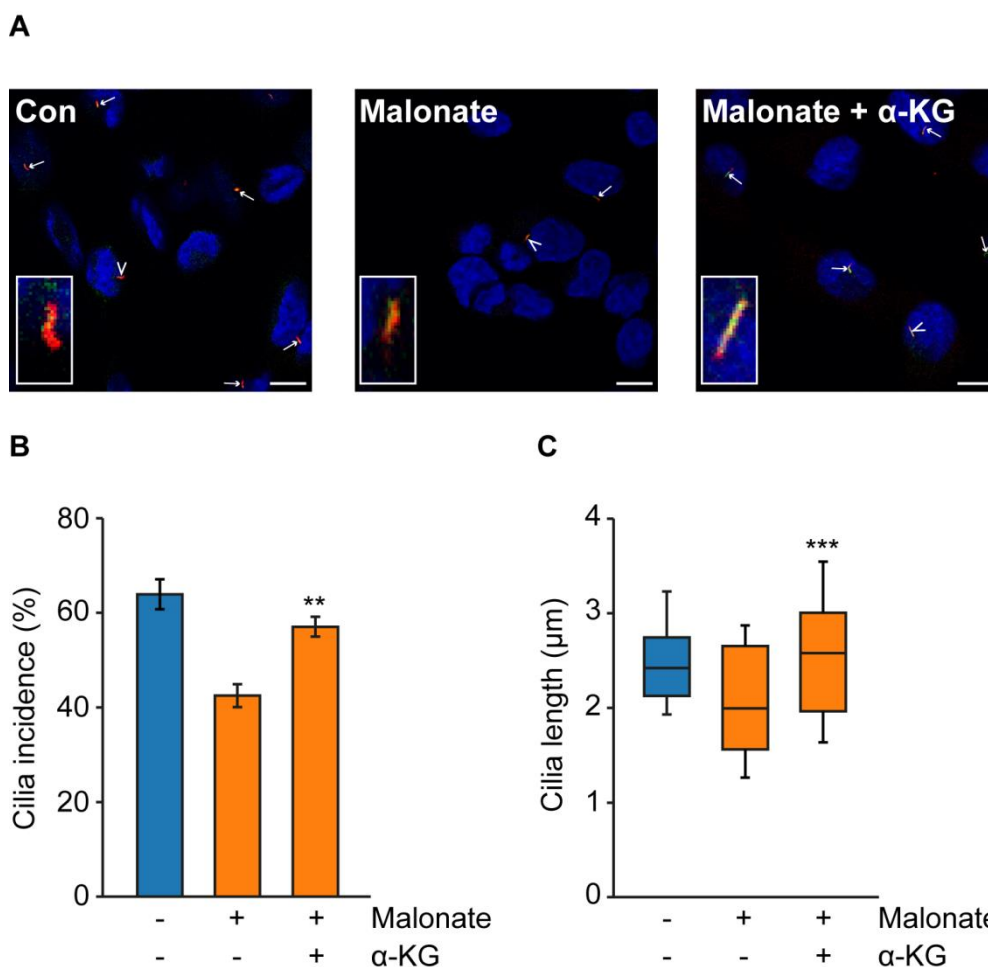 A
Con
Malonate
Malonate + α-KG
B
C
80
60
40
20
0
Cilia incidence (%)
**
- + + Malonate
- - + α-KG
4
3
2
1
0
Cilia length (µm)
***
- + + Malonate
- - + α-KG